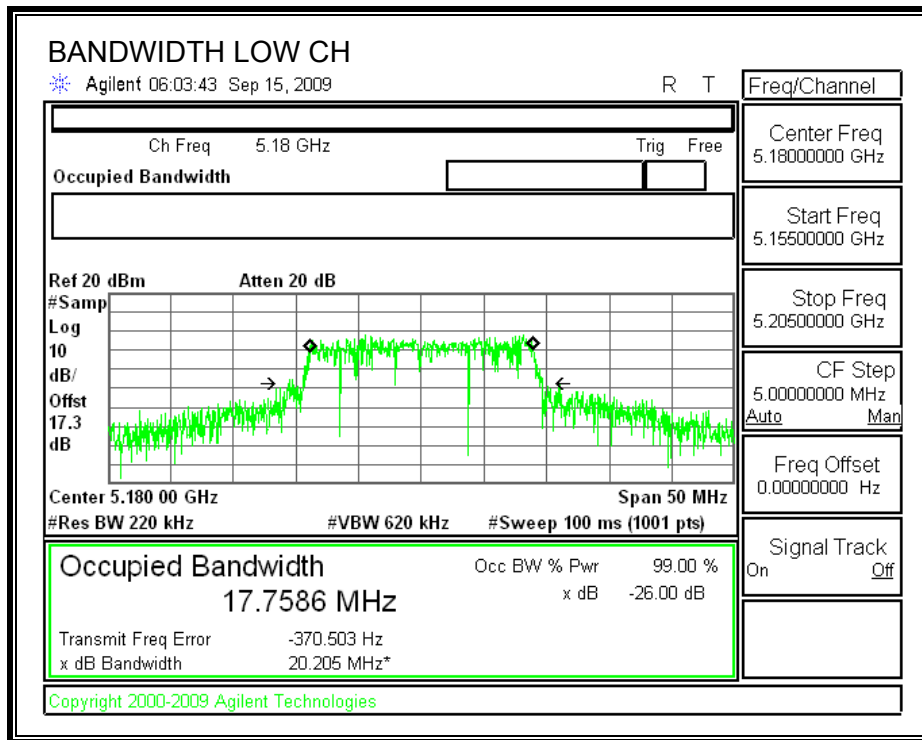 BANDWIDTH LOW CH
Agilent 06:03:43 Sep 15, 2009 R T
Ch Freq 5.18 GHz Trig Free
Occupied Bandwidth
Ref 20 dBm Atten 20 dB
#Samp
Log
10
dB/
Offst
17.3
dB
Center 5.180 00 GHz Span 50 MHz
#Res BW 220 kHz #VBW 620 kHz #Sweep 100 ms (1001 pts)
Occupied Bandwidth Occ BW % Pwr 99.00 %
17.7586 MHz x dB -26.00 dB
Transmit Freq Error -370.503 Hz
x dB Bandwidth 20.205 MHz*
Copyright 2000-2009 Agilent Technologies
Freq/Channel
Center Freq
5.18000000 GHz
Start Freq
5.15500000 GHz
Stop Freq
5.20500000 GHz
CF Step
5.00000000 MHz
Auto Man
Freq Offset
0.00000000 Hz
Signal Track
On Off